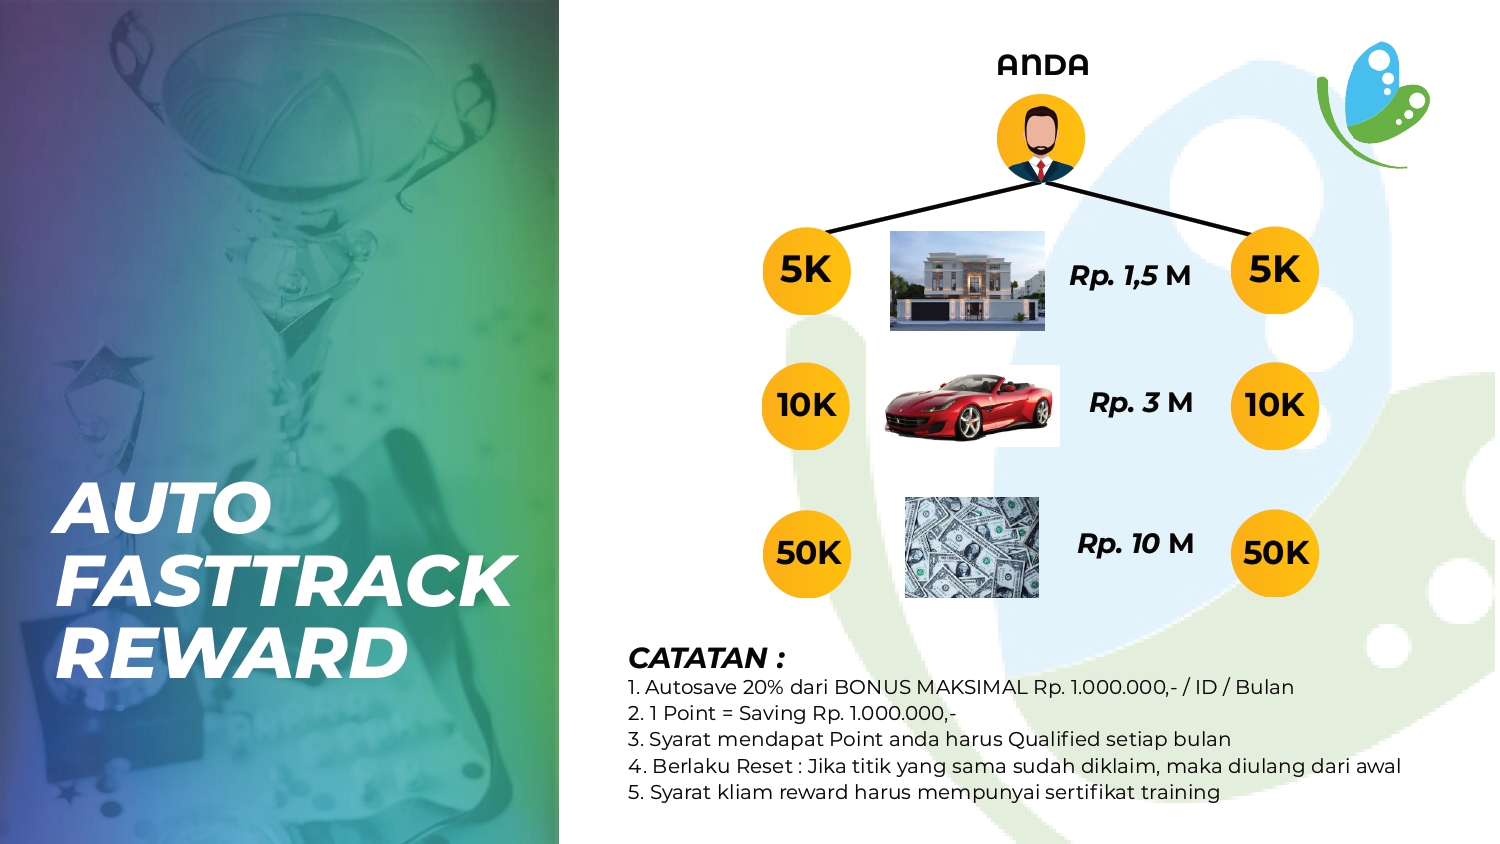 AUTO
FASTTRACK
REWARD
ANDA
5K
Rp. 1,5 M
5K
10K
Rp. 3 M
10K
50K
Rp. 10 M
50K
CATATAN :
1. Autosave 20% dari BONUS MAKSIMAL Rp. 1.000.000,- / ID / Bulan
2. 1 Point = Saving Rp. 1.000.000,-
3. Syarat mendapat Point anda harus Qualified setiap bulan
4. Berlaku Reset : Jika titik yang sama sudah diklaim, maka diulang dari awal
5. Syarat kliam reward harus mempunyai sertifikat training